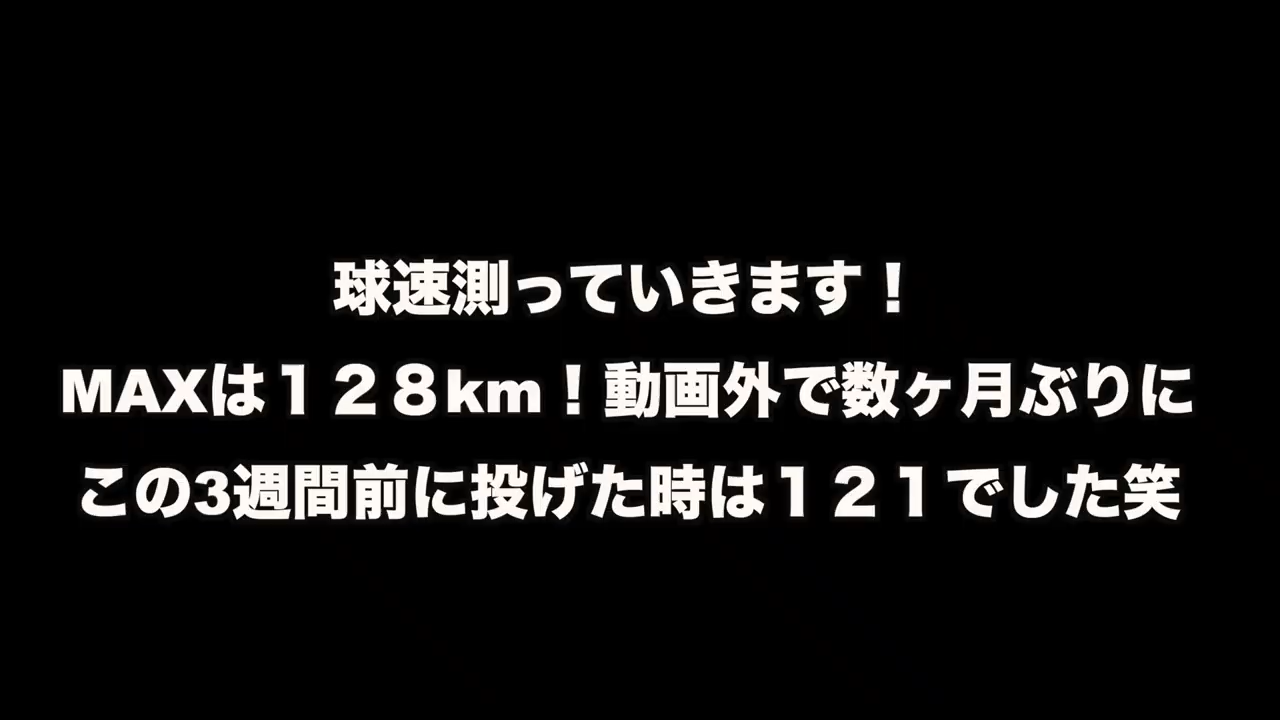 球速測っていきます！
MAXは１２８km！動画外で数ヶ月ぶりに
この3週間前に投げた時は１２１でした笑